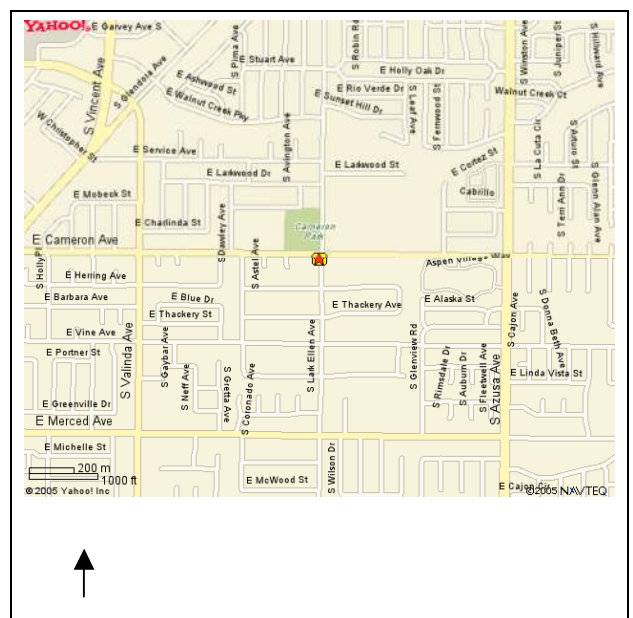 YAHOO!
E Garvey Ave S
S Robin Rd
S Winston Ave
S Juniper St
S Hillward Ave
S Pima Ave
E Stuart Ave
S Glendora Ave
S Vincent Ave
E Holly Oak Dr
E Ashwood St
E Rio Verde Dr
E Walnut Creek Pky
E Sunset Hill Dr
S Leaf Ave
S Fernwood St
Walnut Creek Ct
W Christopher St
S Avington Ave
S La Cuts Cir
S Arturo St
E Service Ave
E Larkwood Dr
E Larkwood St
E Cortez St
Cabrillo
S Terri Ann Dr
S Glenn Alan Ave
E Mobeck St
E Charlinda St
S Dawley Ave
Cameron
Park
E Cameron Ave
S Holly Pl
S Astel Ave
Aspen Village Way
E Herring Ave
E Barbara Ave
E Blue Dr
E Thackery Ave
E Alaska St
E Thackery St
S Cajon Ave
S Donna Beth Ave
E Vine Ave
S Valinda Ave
S Lark Ellen Ave
S Glenview Rd
E Portner St
S Gaybar Ave
S Neff Ave
S Gretta Ave
S Coronado Ave
S Rimsdale Dr
S Auburn Dr
S Fleetwell Ave
S Azusa Ave
E Linda Vista St
E Greenville Dr
E Merced Ave
E Michelle St
S Wilson Dr
200 m
1000 ft
E McWood St
E Cajon Cir
©2005 Yahoo! Inc
©2005 NAVTEQ